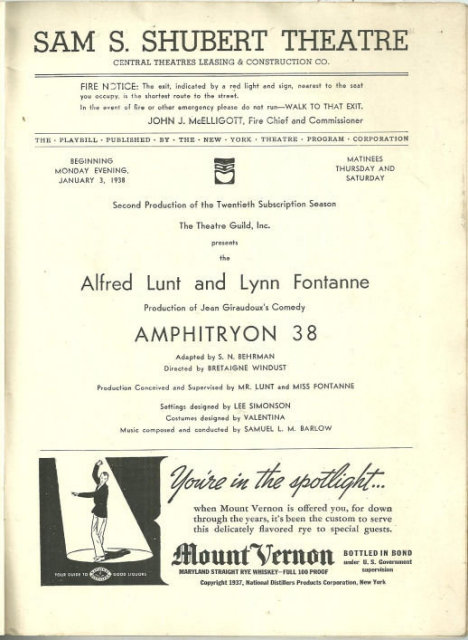 SAM S. SHUBERT THEATRE
CENTRAL THEATRES LEASING & CONSTRUCTION CO.
FIRE NOTICE: The exit, indicated by a red light and sign, nearest to the seat
you occupy, is the shortest route to the street.
In the event of fire or other emergency please do not run—WALK TO THAT EXIT.
JOHN J. McELLIGOTT, Fire Chief and Commissioner
THE · PLAYBILL · PUBLISHED · BY · THE · NEW · YORK · THEATRE · PROGRAM · CORPORATION
BEGINNING
MONDAY EVENING,
JANUARY 3, 1938
MATINEES
THURSDAY AND
SATURDAY
Second Production of the Twentieth Subscription Season
The Theatre Guild, Inc.
presents
the
Alfred Lunt and Lynn Fontanne
Production of Jean Giraudoux's Comedy
AMPHITRYON 38
Adapted by S. N. BEHRMAN
Directed by BRETAIGNE WINDUST
Production Conceived and Supervised by MR. LUNT and MISS FONTANNE
Settings designed by LEE SIMONSON
Costumes designed by VALENTINA
Music composed and conducted by SAMUEL L. M. BARLOW
You're in the spotlight...
when Mount Vernon is offered you, for down
through the years, it's been the custom to serve
this delicately flavored rye to special guests.
Mount Vernon
MARYLAND STRAIGHT RYE WHISKEY—FULL 100 PROOF
BOTTLED IN BOND
under U. S. Government
supervision
Copyright 1937, National Distillers Products Corporation, New York
YOUR GUIDE TO GOOD LIQUORS